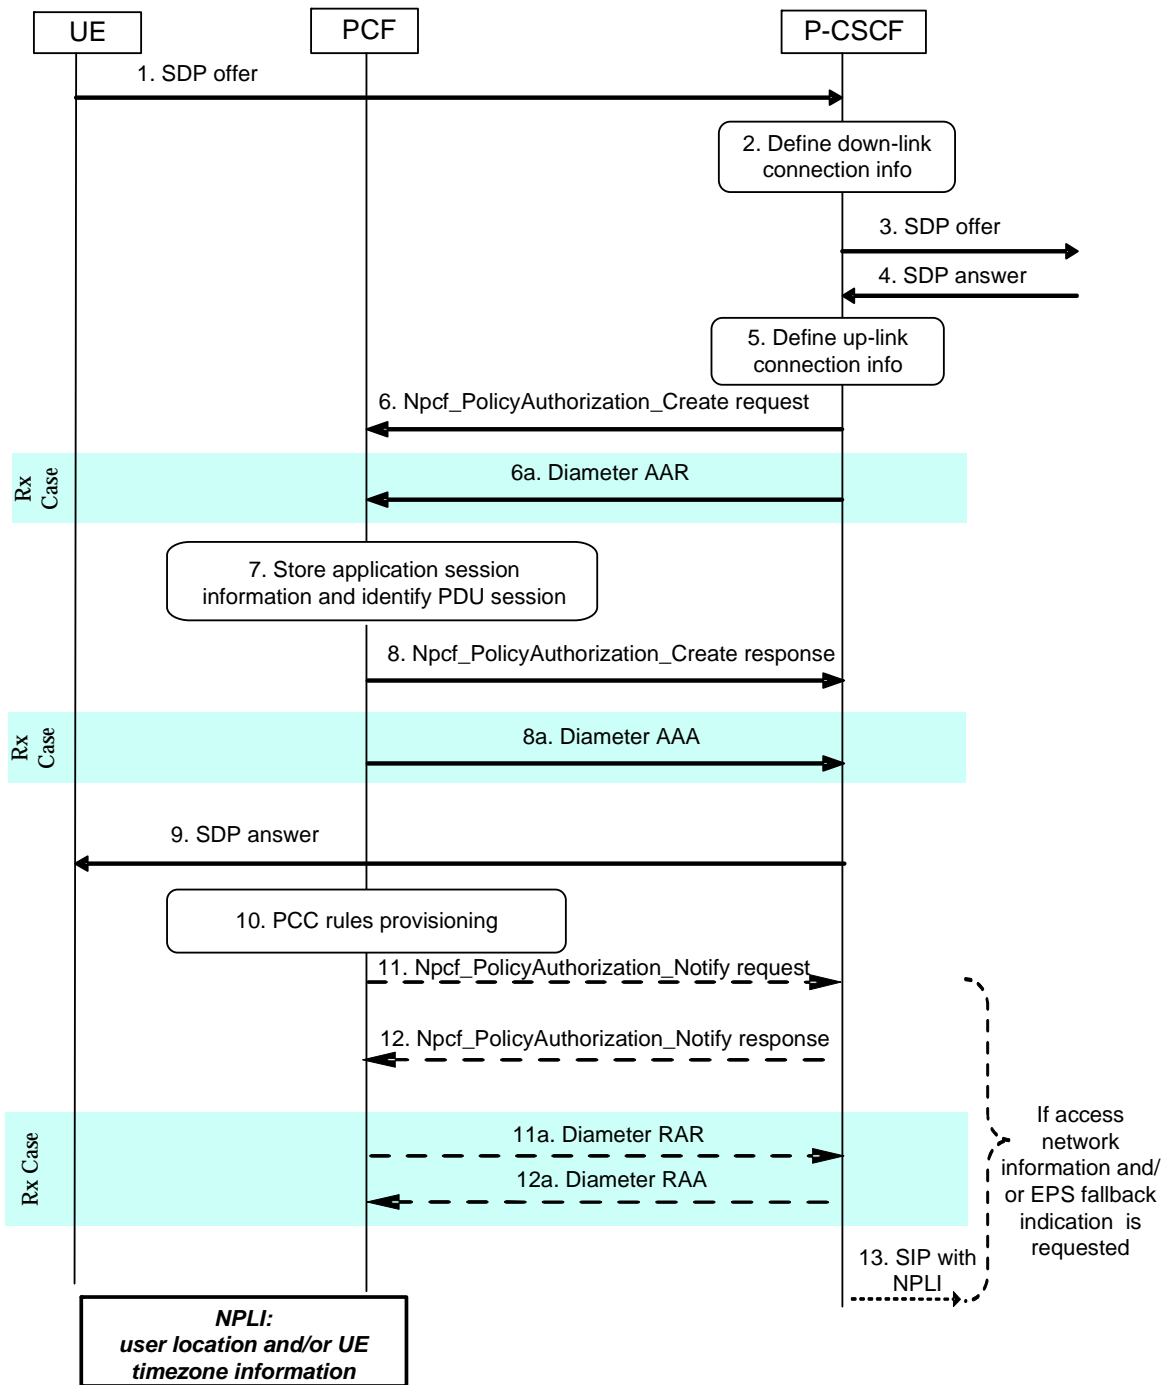 UE
PCF
P-CSCF
1. SDP offer
2. Define down-link
connection info
3. SDP offer
4. SDP answer
5. Define up-link
connection info
6. Npcf_PolicyAuthorization_Create request
Rx
Case
6a. Diameter AAR
7. Store application session
information and identify PDU session
8. Npcf_PolicyAuthorization_Create response
Rx
Case
8a. Diameter AAA
9. SDP answer
10. PCC rules provisioning
11. Npcf_PolicyAuthorization_Notify request
12. Npcf_PolicyAuthorization_Notify response
Rx Case
11a. Diameter RAR
12a. Diameter RAA
If access
network
information and/
or EPS fallback
indication is
requested
13. SIP with
NPLI
NPLI:
user location and/or UE
timezone information